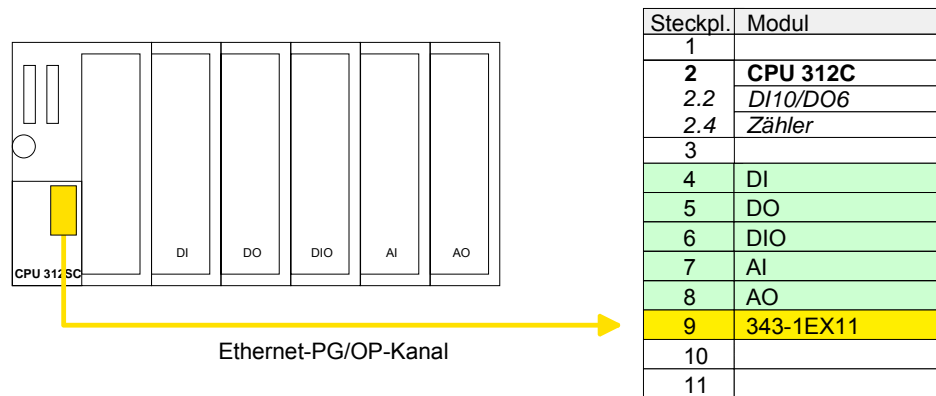 CPU 312SC
DI
DO
DIO
AI
AO
Ethernet-PG/OP-Kanal
Steckpl. Modul
1
2 CPU 312C
2.2 DI10/DO6
2.4 Zähler
3
4 DI
5 DO
6 DIO
7 AI
8 AO
9 343-1EX11
10
11